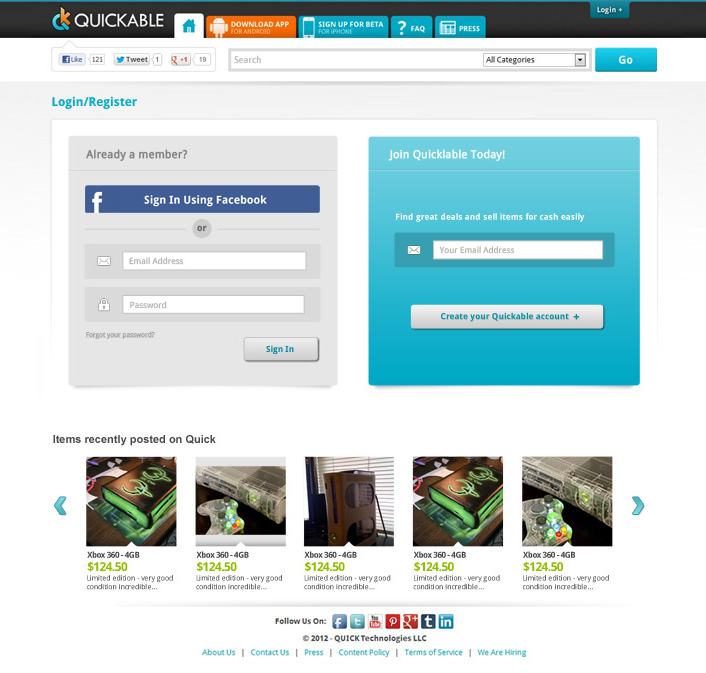 Login +
QUICKABLE
DOWNLOAD APP
FOR ANDROID
SIGN UP FOR BETA
FOR IPHONE
? FAQ
PRESS
f Like 121 Tweet 1 g +1 19
Search All Categories Go
Login/Register
Already a member?
f Sign In Using Facebook
or
Email Address
Password
Forgot your password?
Sign In
Join Quicklable Today!
Find great deals and sell items for cash easily
Your Email Address
Create your Quickable account +
Items recently posted on Quick
Xbox 360 - 4GB
$124.50
Limited edition - very good
condition incredible...
Xbox 360 - 4GB
$124.50
Limited edition - very good
condition incredible...
Xbox 360 - 4GB
$124.50
Limited edition - very good
condition incredible...
Xbox 360 - 4GB
$124.50
Limited edition - very good
condition incredible...
Xbox 360 - 4GB
$124.50
Limited edition - very good
condition incredible...
Follow Us On: f t You Tube p g+ t in
© 2012 - QUICK Technologies LLC
About Us | Contact Us | Press | Content Policy | Terms of Service | We Are Hiring